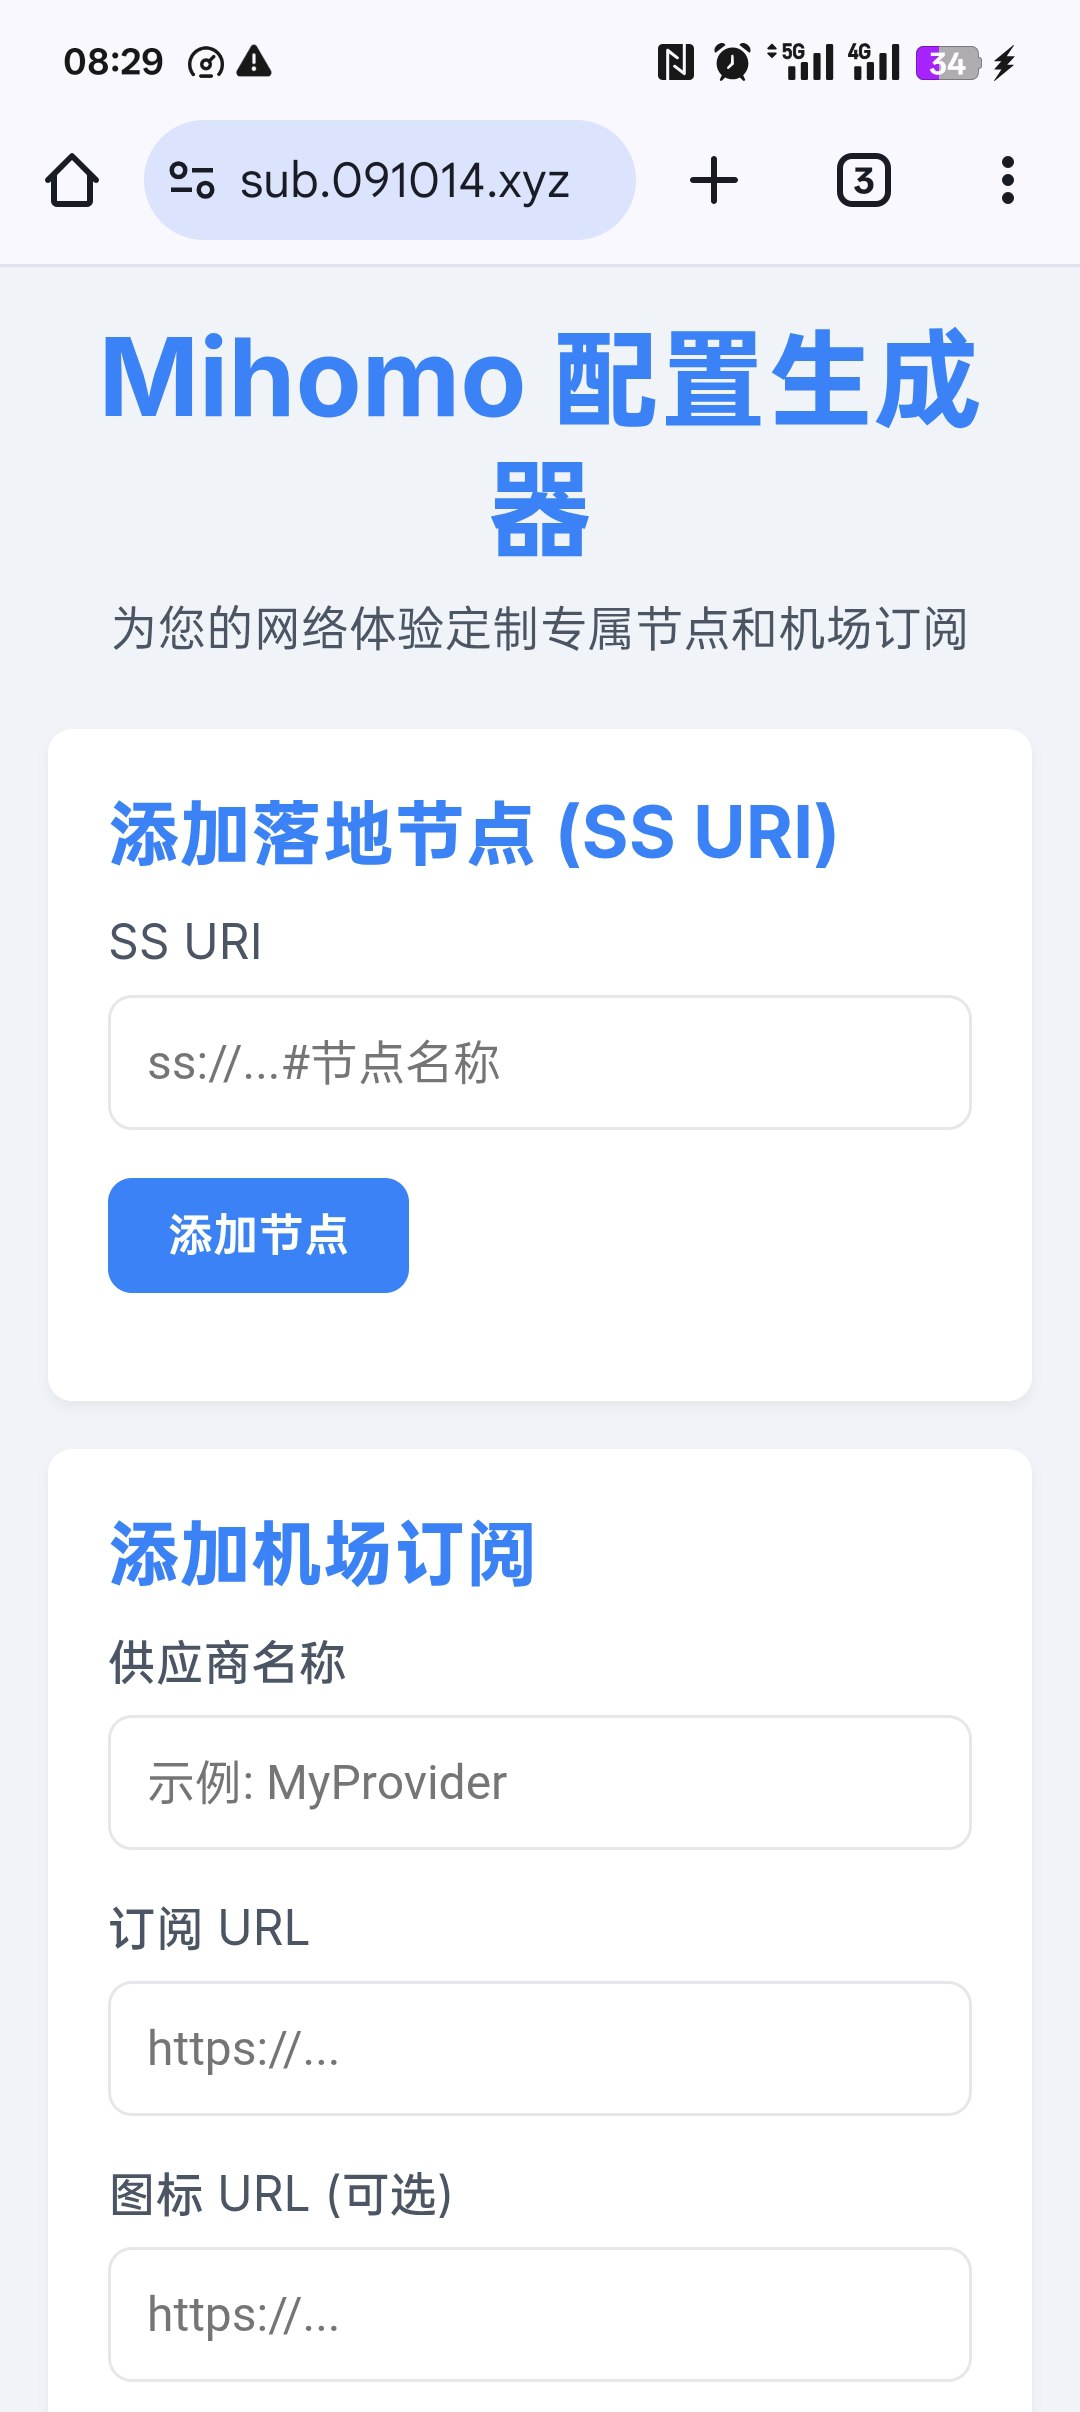 08:29
5G
4G
34
sub.091014.xyz
3
Mihomo 配置生成
器
为您的网络体验定制专属节点和机场订阅
添加落地节点 (SS URI)
SS URI
ss://...#节点名称
添加节点
添加机场订阅
供应商名称
示例: MyProvider
订阅 URL
https://...
图标 URL (可选)
https://...